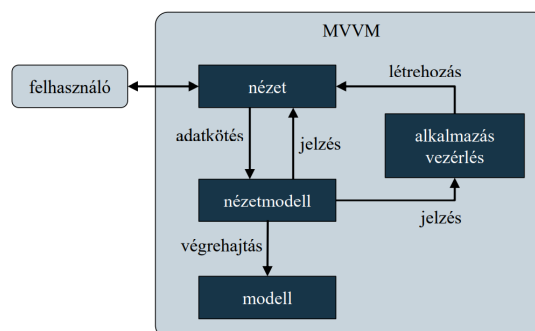 MVVM
létrehozás
felhasználó
nézet
adatkötés
jelzés
alkalmazás
vezérlés
nézetmodell
jelzés
végrehajtás
modell